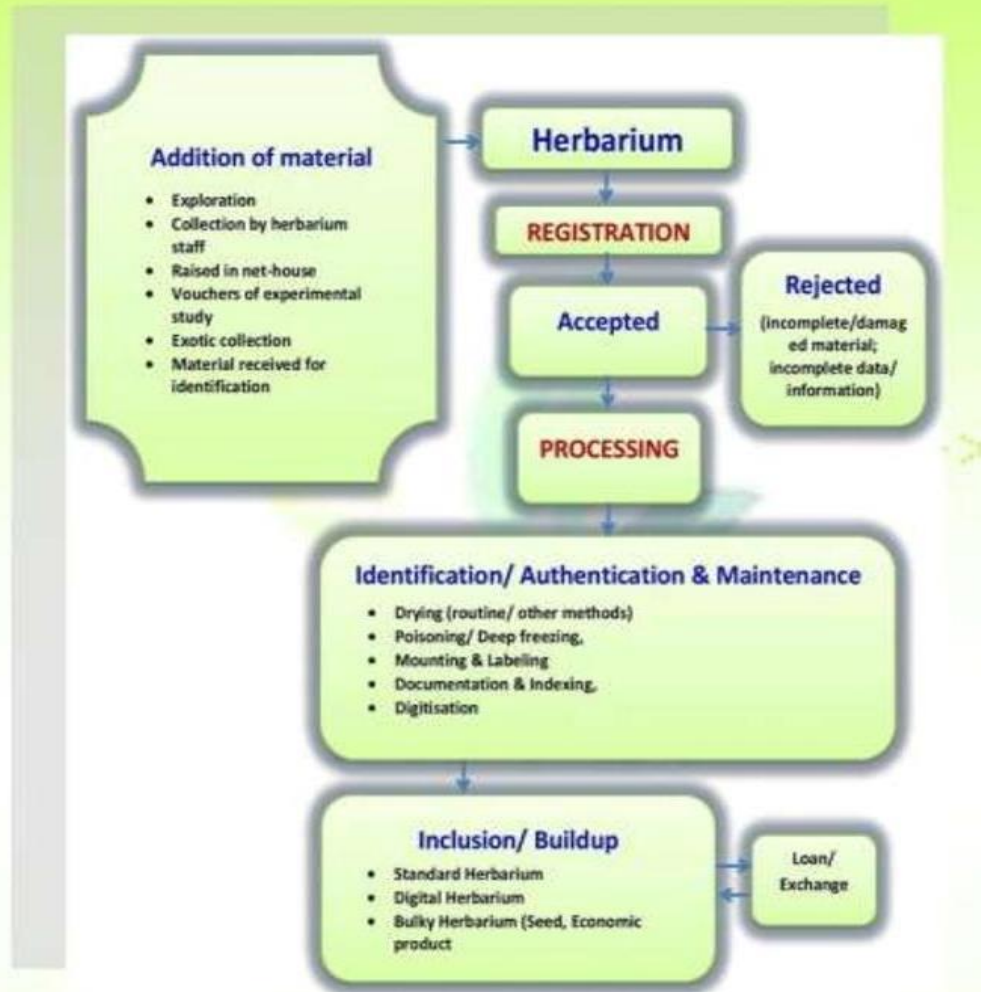 Addition of material
• Exploration
• Collection by herbarium
staff
• Raised in net-house
• Vouchers of experimental
study
• Exotic collection
• Material received for
identification
Herbarium
REGISTRATION
Accepted
Rejected
(incomplete/damag
ed material;
incomplete data/
information)
PROCESSING
Identification/ Authentication & Maintenance
• Drying (routine/ other methods)
• Poisoning/ Deep freezing,
• Mounting & Labeling
• Documentation & Indexing,
• Digitisation
Inclusion/ Buildup
• Standard Herbarium
• Digital Herbarium
• Bulky Herbarium (Seed, Economic
product
Loan/
Exchange